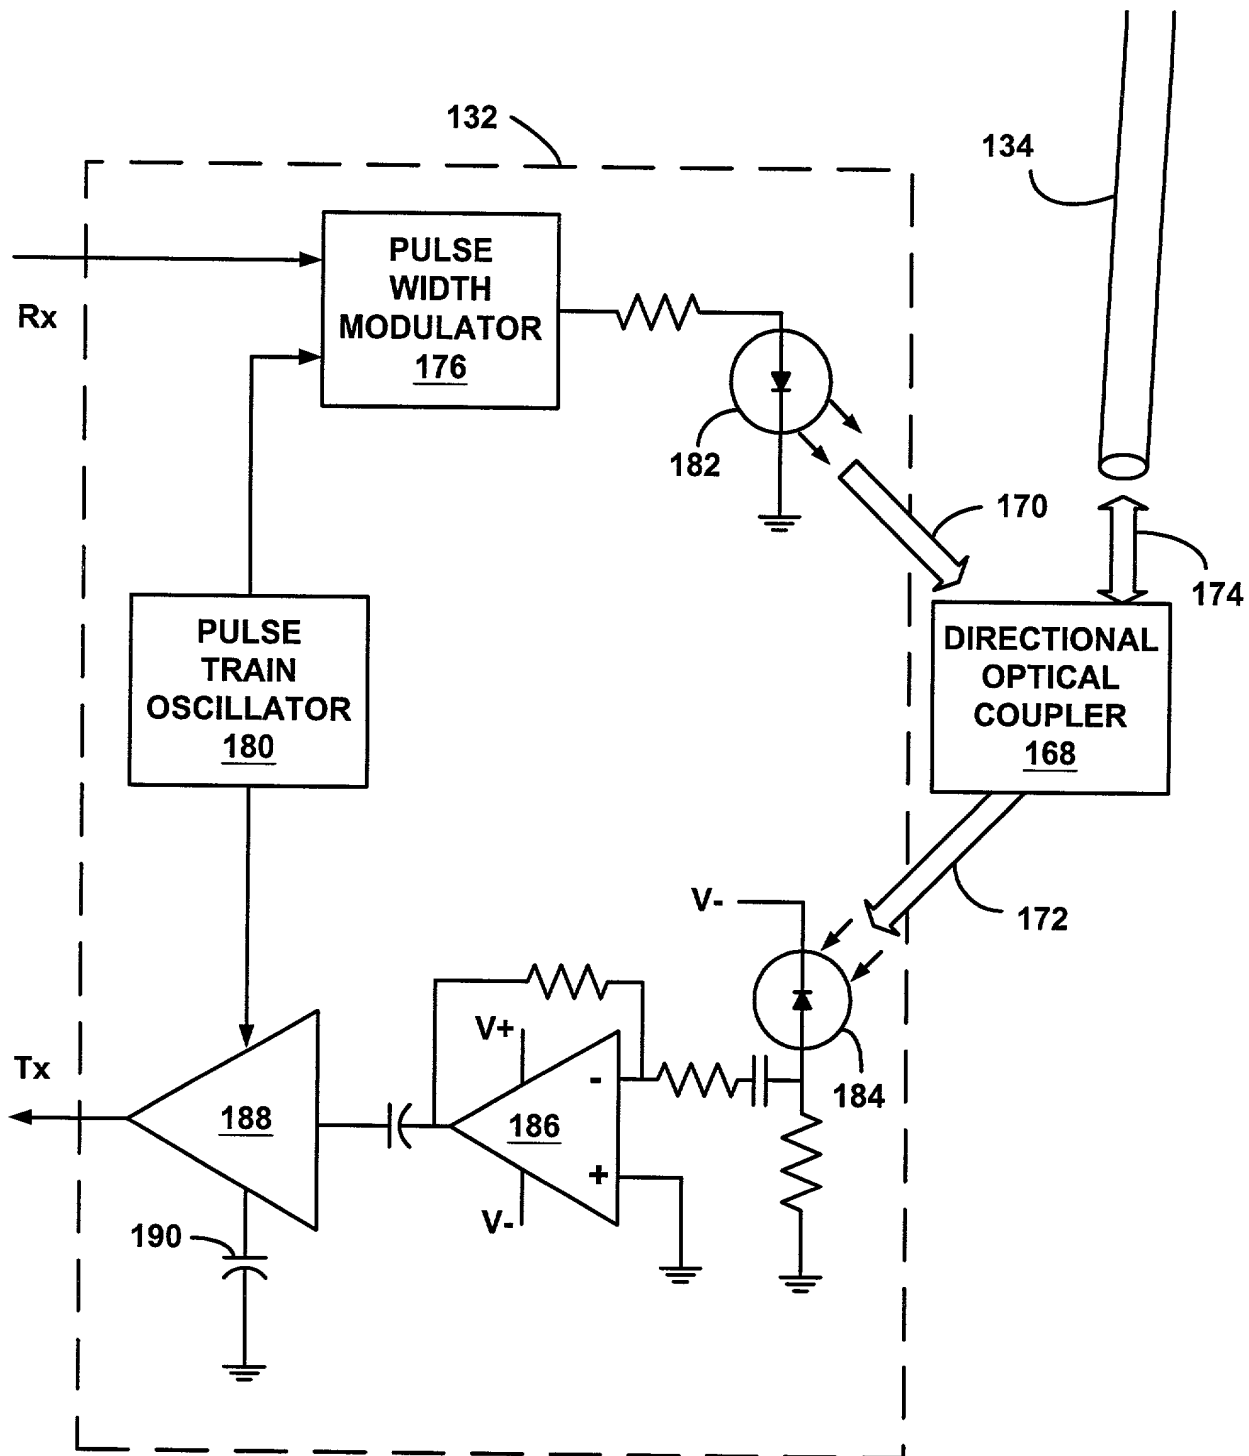 132
134
PULSE
WIDTH
MODULATOR
176
Rx
182
170
174
PULSE
TRAIN
OSCILLATOR
180
DIRECTIONAL
OPTICAL
COUPLER
168
V-
172
V+
Tx
-
184
188
186
+
V-
190